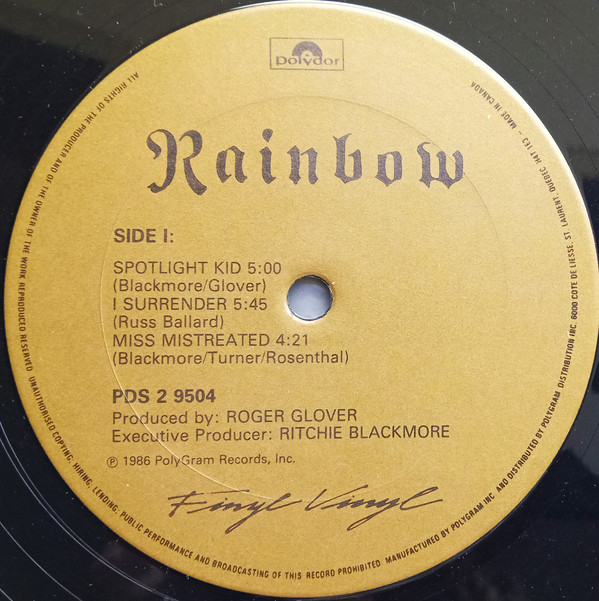 polydor
Rainbow
SIDE I:
SPOTLIGHT KID 5:00
(Blackmore/Glover)
I SURRENDER 5:45
(Russ Ballard)
MISS MISTREATED 4:21
(Blackmore/Turner/Rosenthal)
PDS 2 9504
Produced by: ROGER GLOVER
Executive Producer: RITCHIE BLACKMORE
℗ 1986 PolyGram Records, Inc.
Finyl Vinyl
ALL RIGHTS OF THE PRODUCER AND OF THE OWNER OF THE WORK REPRODUCED RESERVED. UNAUTHORISED COPYING, HIRING, LENDING, PUBLIC PERFORMANCE AND BROADCASTING OF THIS RECORD PROHIBITED. MANUFACTURED BY POLYGRAM INC. AND DISTRIBUTED BY POLYGRAM DISTRIBUTION INC. 6000 COTE DE LIESSE, ST. LAURENT, QUEBEC H4T 1E3 – MADE IN CANADA